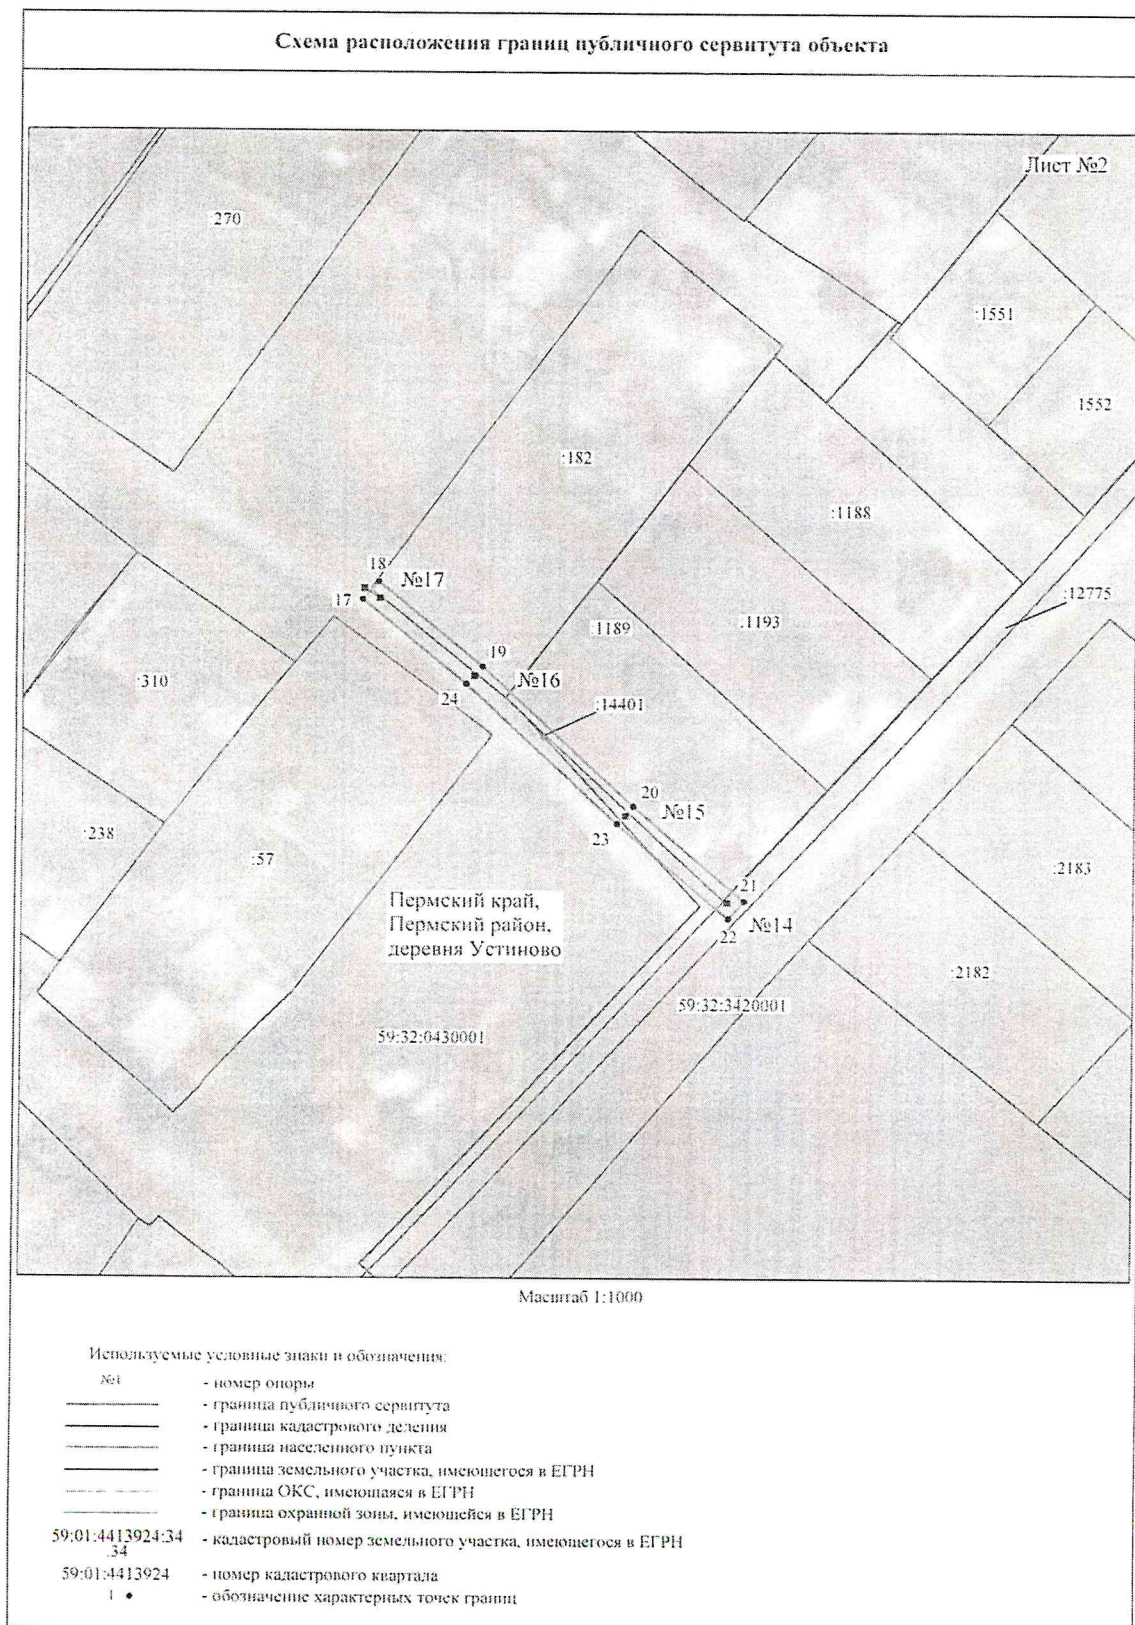 Схема расположения границ публичного сервитута объекта
Лист №2
:270
:1551
1552
:182
:1188
18
№17
17
:12775
:1189
:1193
19
№16
:310
24
:14401
20
№15
23
:238
:57
:2183
21
Пермский край,
Пермский район,
деревня Устиново
№14
22
:2182
59:32:3420001
59:32:0430001
Масштаб 1:1000
Используемые условные знаки и обозначения:
№1 - номер опоры
- граница публичного сервитута
- граница кадастрового деления
- граница населенного пункта
- граница земельного участка, имеющегося в ЕГРН
- граница ОКС, имеющаяся в ЕГРН
- граница охранной зоны, имеющейся в ЕГРН
59:01:4413924:34 - кадастровый номер земельного участка, имеющегося в ЕГРН
:34
59:01:4413924 - номер кадастрового квартала
1 - обозначение характерных точек границ